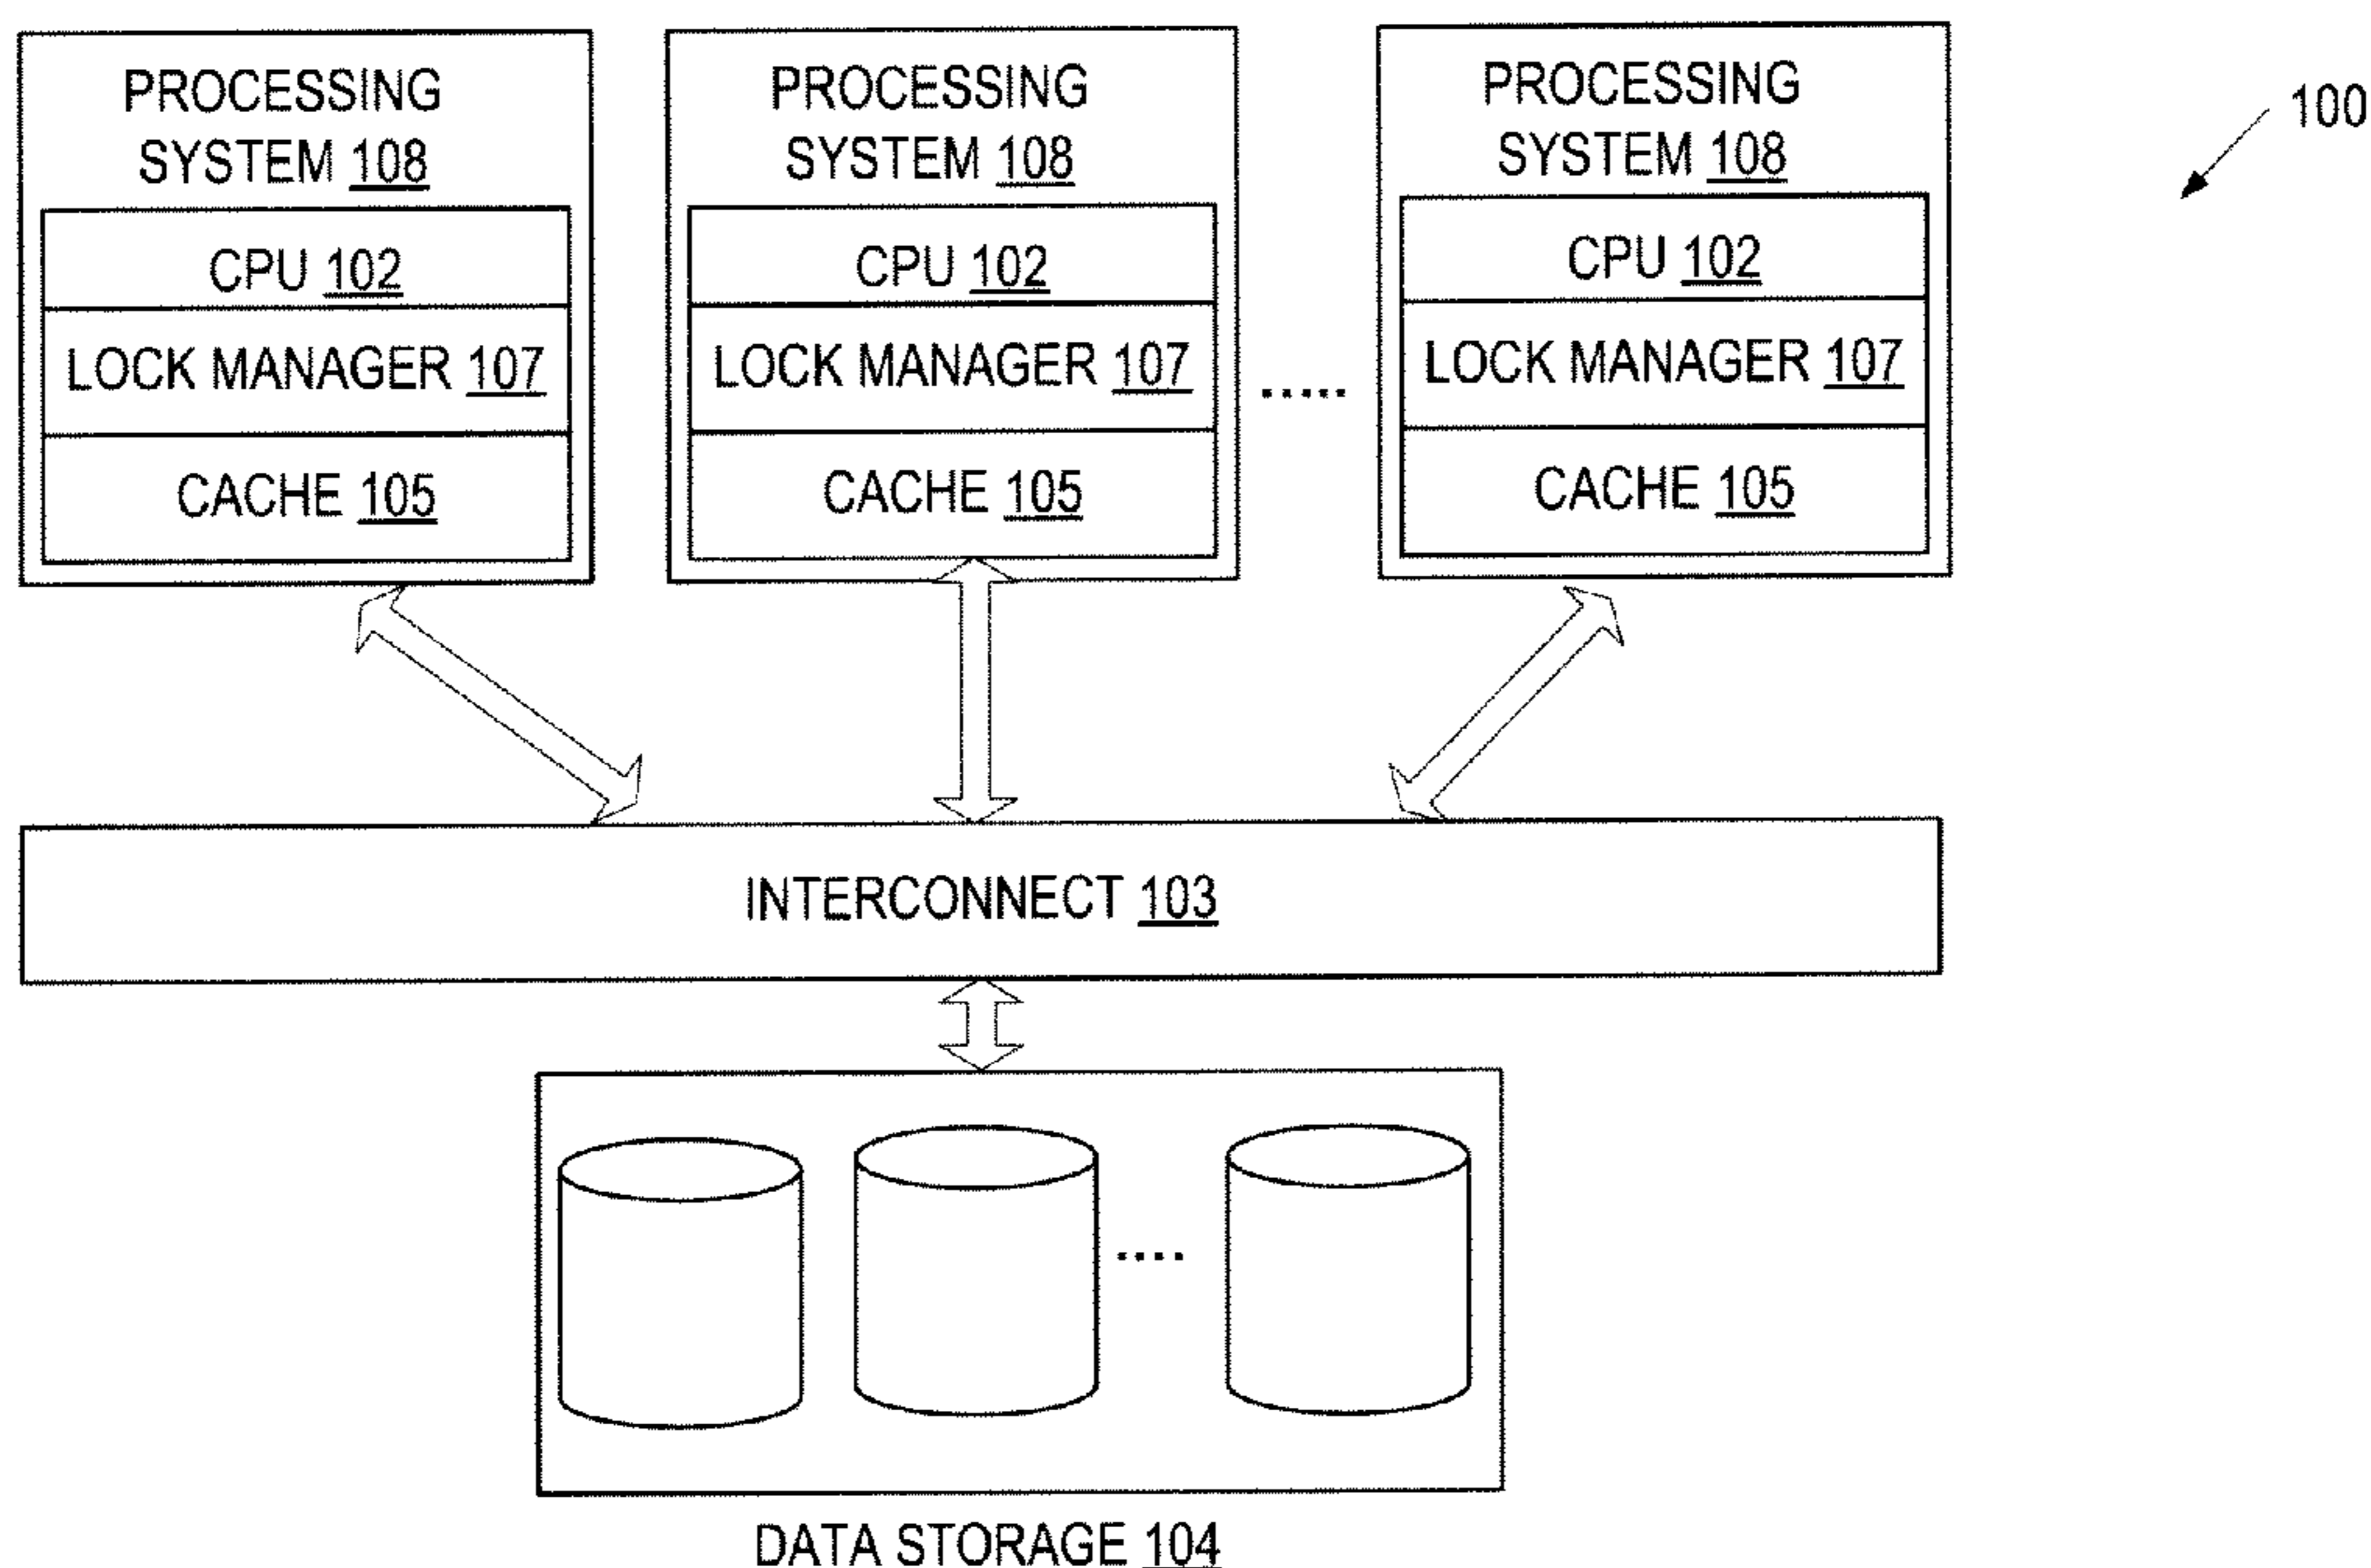 PROCESSING
SYSTEM 108
CPU 102
LOCK MANAGER 107
CACHE 105
PROCESSING
SYSTEM 108
CPU 102
LOCK MANAGER 107
CACHE 105
.....
PROCESSING
SYSTEM 108
CPU 102
LOCK MANAGER 107
CACHE 105
100
INTERCONNECT 103
....
DATA STORAGE 104